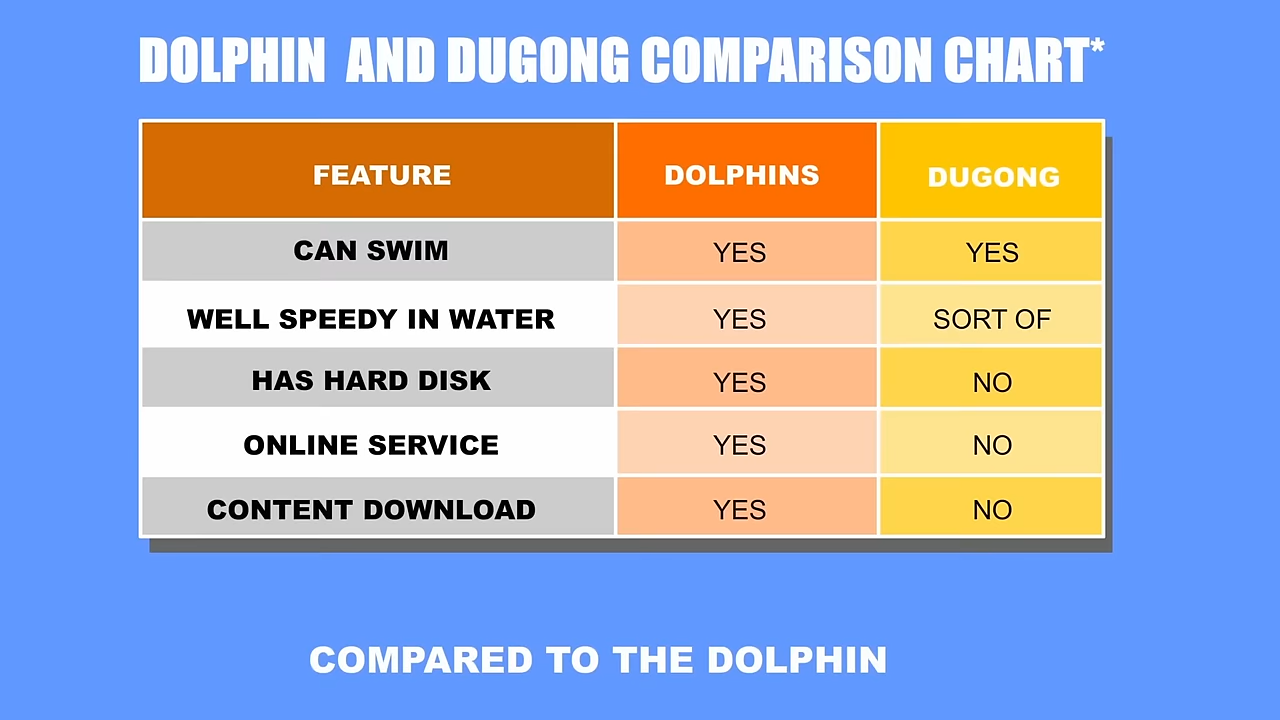 DOLPHIN AND DUGONG COMPARISON CHART*
FEATURE DOLPHINS DUGONG
CAN SWIM YES YES
WELL SPEEDY IN WATER YES SORT OF
HAS HARD DISK YES NO
ONLINE SERVICE YES NO
CONTENT DOWNLOAD YES NO
COMPARED TO THE DOLPHIN